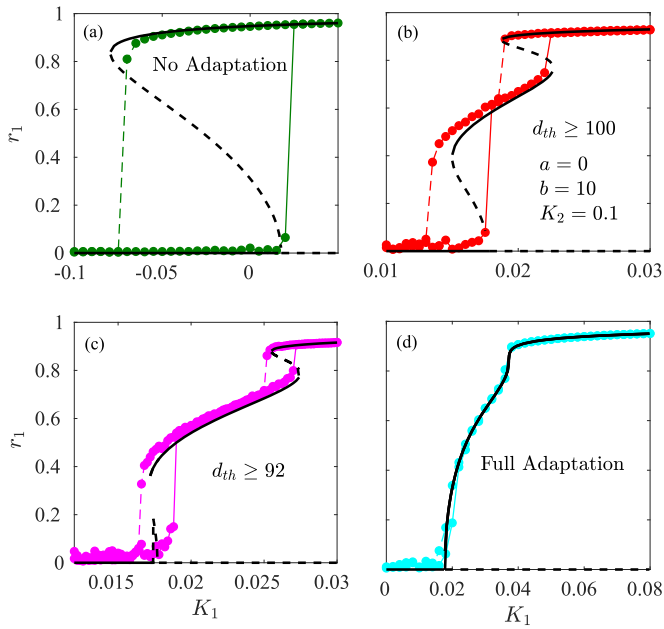 (a)
No Adaptation
r₁
1
0.8
0.6
0.4
0.2
0
-0.1
-0.05
0
(b)
d_th ≥ 100
a = 0
b = 10
K₂ = 0.1
0.01
0.02
0.03
(c)
d_th ≥ 92
r₁
1
0.8
0.6
0.4
0.2
0
0.015
0.02
0.025
0.03
K₁
(d)
Full Adaptation
0
0.02
0.04
0.06
0.08
K₁